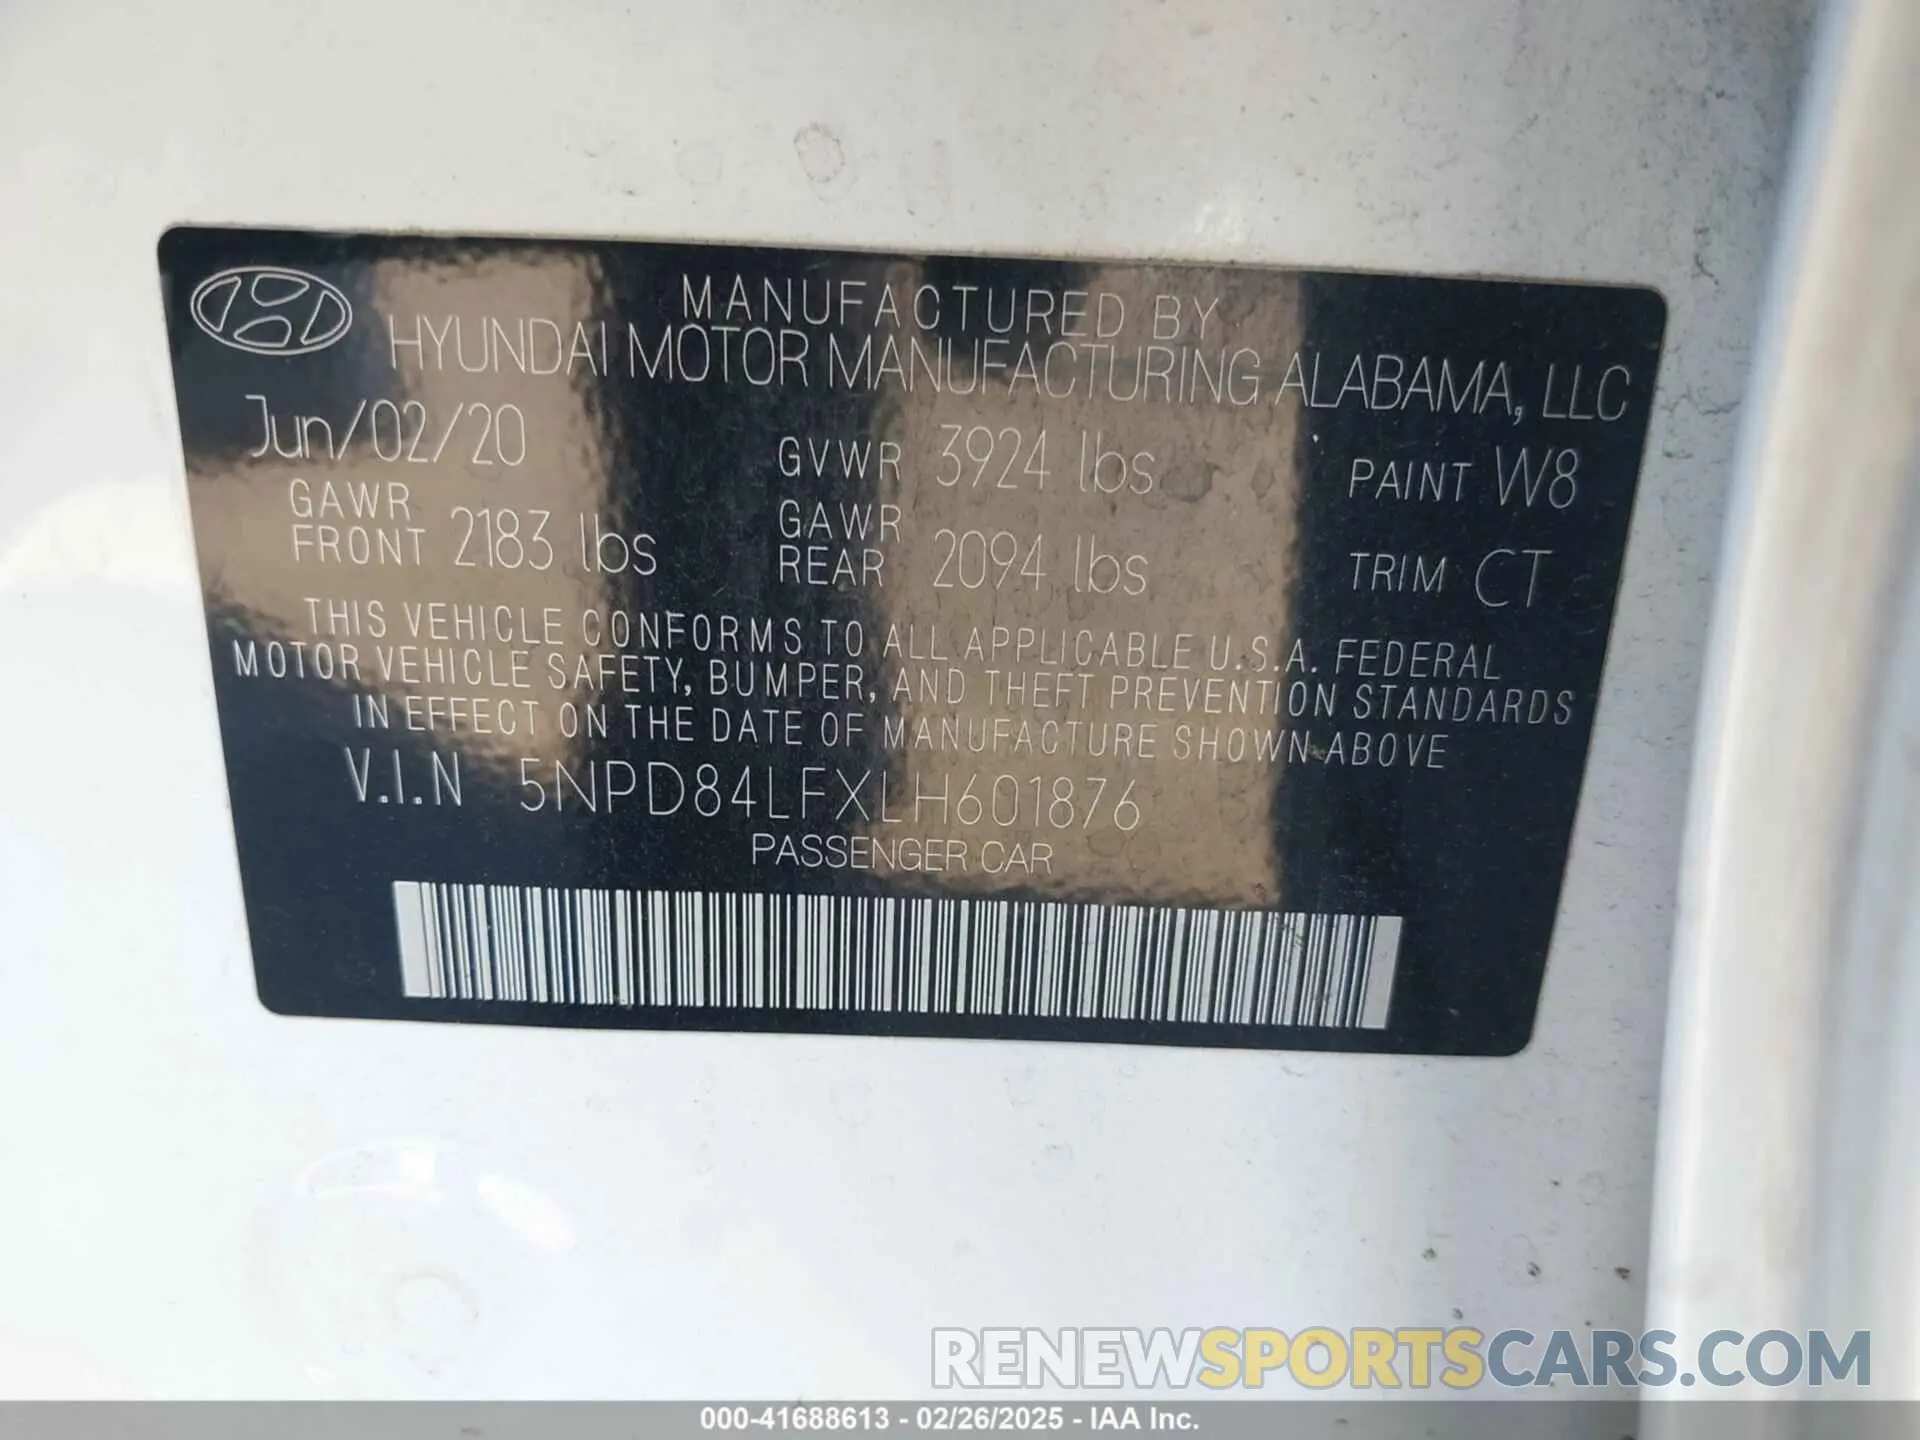 MANUFACTURED BY
HYUNDAI MOTOR MANUFACTURING ALABAMA, LLC
Jun/02/20 GVWR 3924 lbs PAINT W8
GAWR FRONT 2183 lbs GAWR REAR 2094 lbs TRIM CT
THIS VEHICLE CONFORMS TO ALL APPLICABLE U.S.A. FEDERAL
MOTOR VEHICLE SAFETY, BUMPER, AND THEFT PREVENTION STANDARDS
IN EFFECT ON THE DATE OF MANUFACTURE SHOWN ABOVE
V.I.N 5NPD84LFXLH601876
PASSENGER CAR
RENEWSPORTSCARS.COM
000-41688613 - 02/26/2025 - IAA Inc.